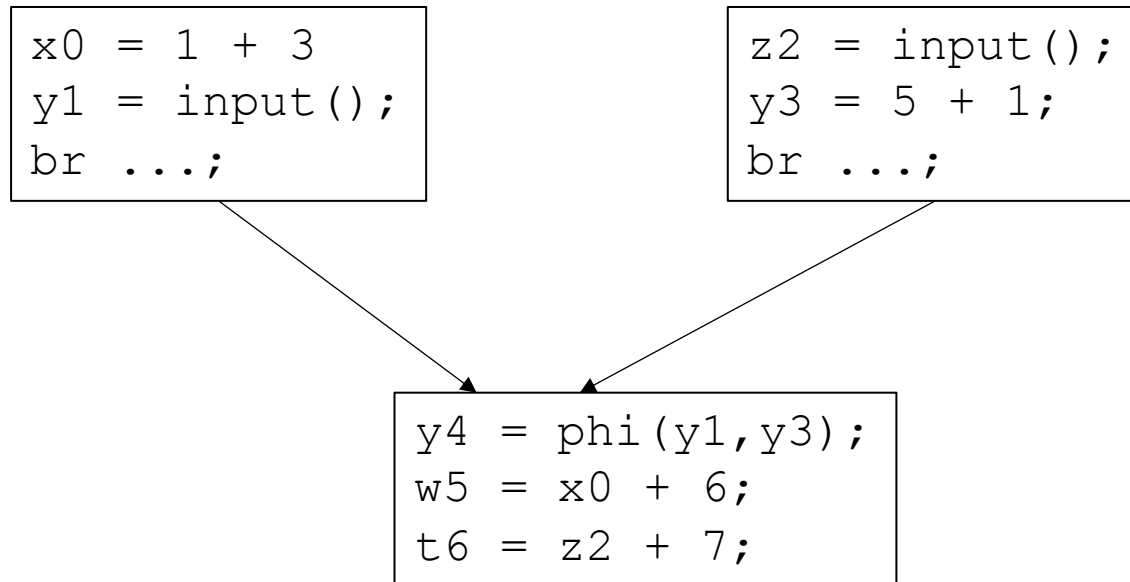 x0 = 1 + 3
y1 = input();
br ...;
z2 = input();
y3 = 5 + 1;
br ...;
y4 = phi(y1,y3);
w5 = x0 + 6;
t6 = z2 + 7;